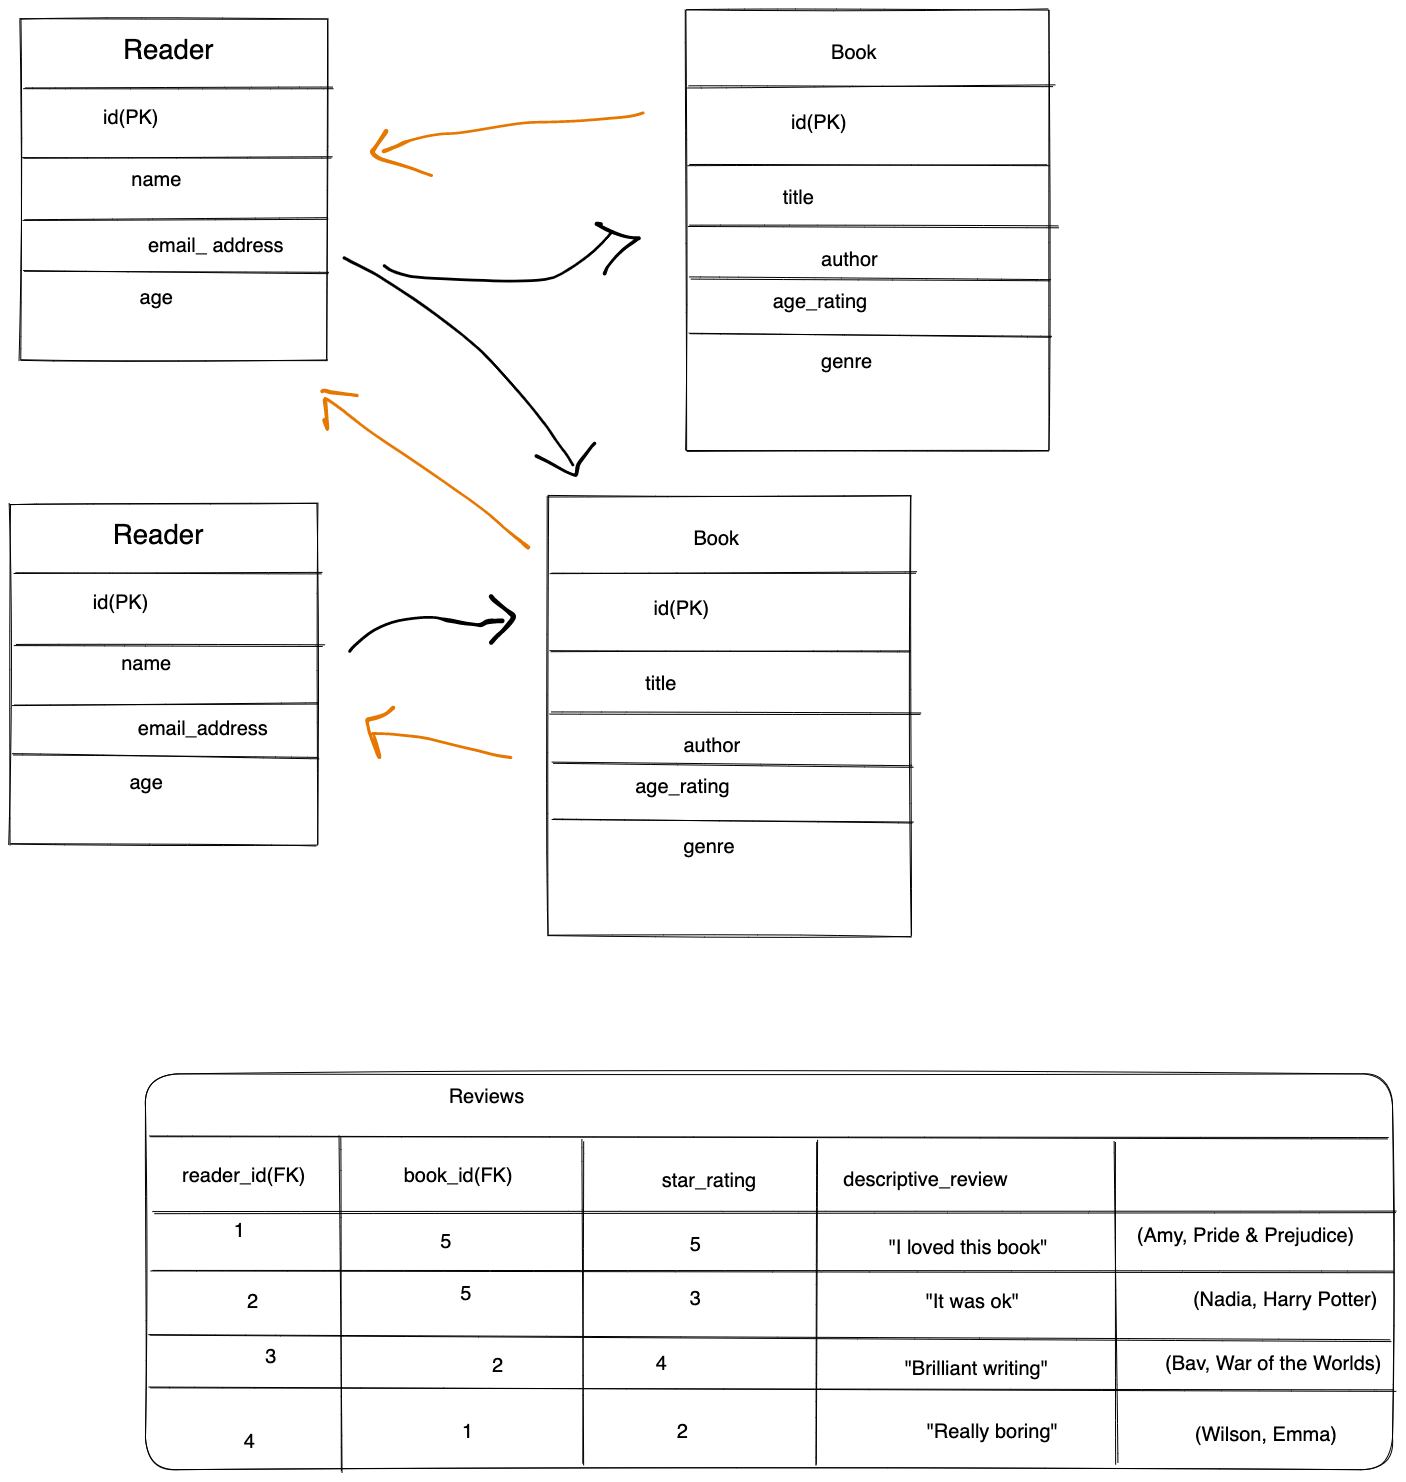 Reader
id(PK)
name
email_ address
age
Book
id(PK)
title
author
age_rating
genre
Reader
id(PK)
name
email_address
age
Book
id(PK)
title
author
age_rating
genre
Reviews
reader_id(FK) book_id(FK) star_rating descriptive_review
1 5 5 "I loved this book" (Amy, Pride & Prejudice)
2 5 3 "It was ok" (Nadia, Harry Potter)
3 2 4 "Brilliant writing" (Bav, War of the Worlds)
4 1 2 "Really boring" (Wilson, Emma)